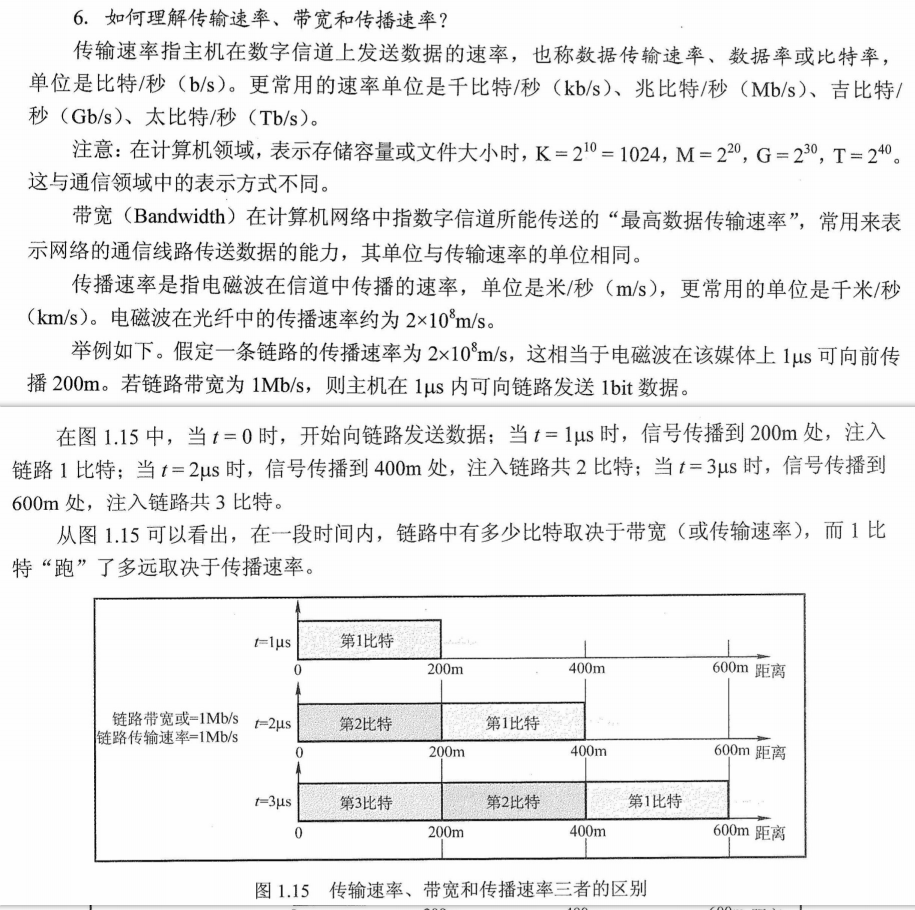 6. 如何理解传输速率、带宽和传播速率？
传输速率指主机在数字信道上发送数据的速率，也称数据传输速率、数据率或比特率，
单位是比特/秒（b/s）。更常用的速率单位是千比特/秒（kb/s）、兆比特/秒（Mb/s）、吉比特/
秒（Gb/s）、太比特/秒（Tb/s）。
注意：在计算机领域，表示存储容量或文件大小时，K = 2¹⁰ = 1024，M = 2²⁰，G = 2³⁰，T = 2⁴⁰。
这与通信领域中的表示方式不同。
带宽（Bandwidth）在计算机网络中指数字信道所能传送的“最高数据传输速率”，常用来表
示网络的通信线路传送数据的能力，其单位与传输速率的单位相同。
传播速率是指电磁波在信道中传播的速率，单位是米/秒（m/s），更常用的单位是千米/秒
（km/s）。电磁波在光纤中的传播速率约为 2×10⁸m/s。
举例如下。假定一条链路的传播速率为 2×10⁸m/s，这相当于电磁波在该媒体上 1μs 可向前传
播 200m。若链路带宽为 1Mb/s，则主机在 1μs 内可向链路发送 1bit 数据。
在图 1.15 中，当 t = 0 时，开始向链路发送数据；当 t = 1μs 时，信号传播到 200m 处，注入
链路 1 比特；当 t = 2μs 时，信号传播到 400m 处，注入链路共 2 比特；当 t = 3μs 时，信号传播到
600m 处，注入链路共 3 比特。
从图 1.15 可以看出，在一段时间内，链路中有多少比特取决于带宽（或传输速率），而 1 比
特“跑”了多远取决于传播速率。
t=1μs 第1比特
0 200m 400m 600m 距离
链路带宽或=1Mb/s
链路传输速率=1Mb/s
t=2μs 第2比特 第1比特
0 200m 400m 600m 距离
t=3μs 第3比特 第2比特 第1比特
0 200m 400m 600m 距离
图 1.15 传输速率、带宽和传播速率三者的区别